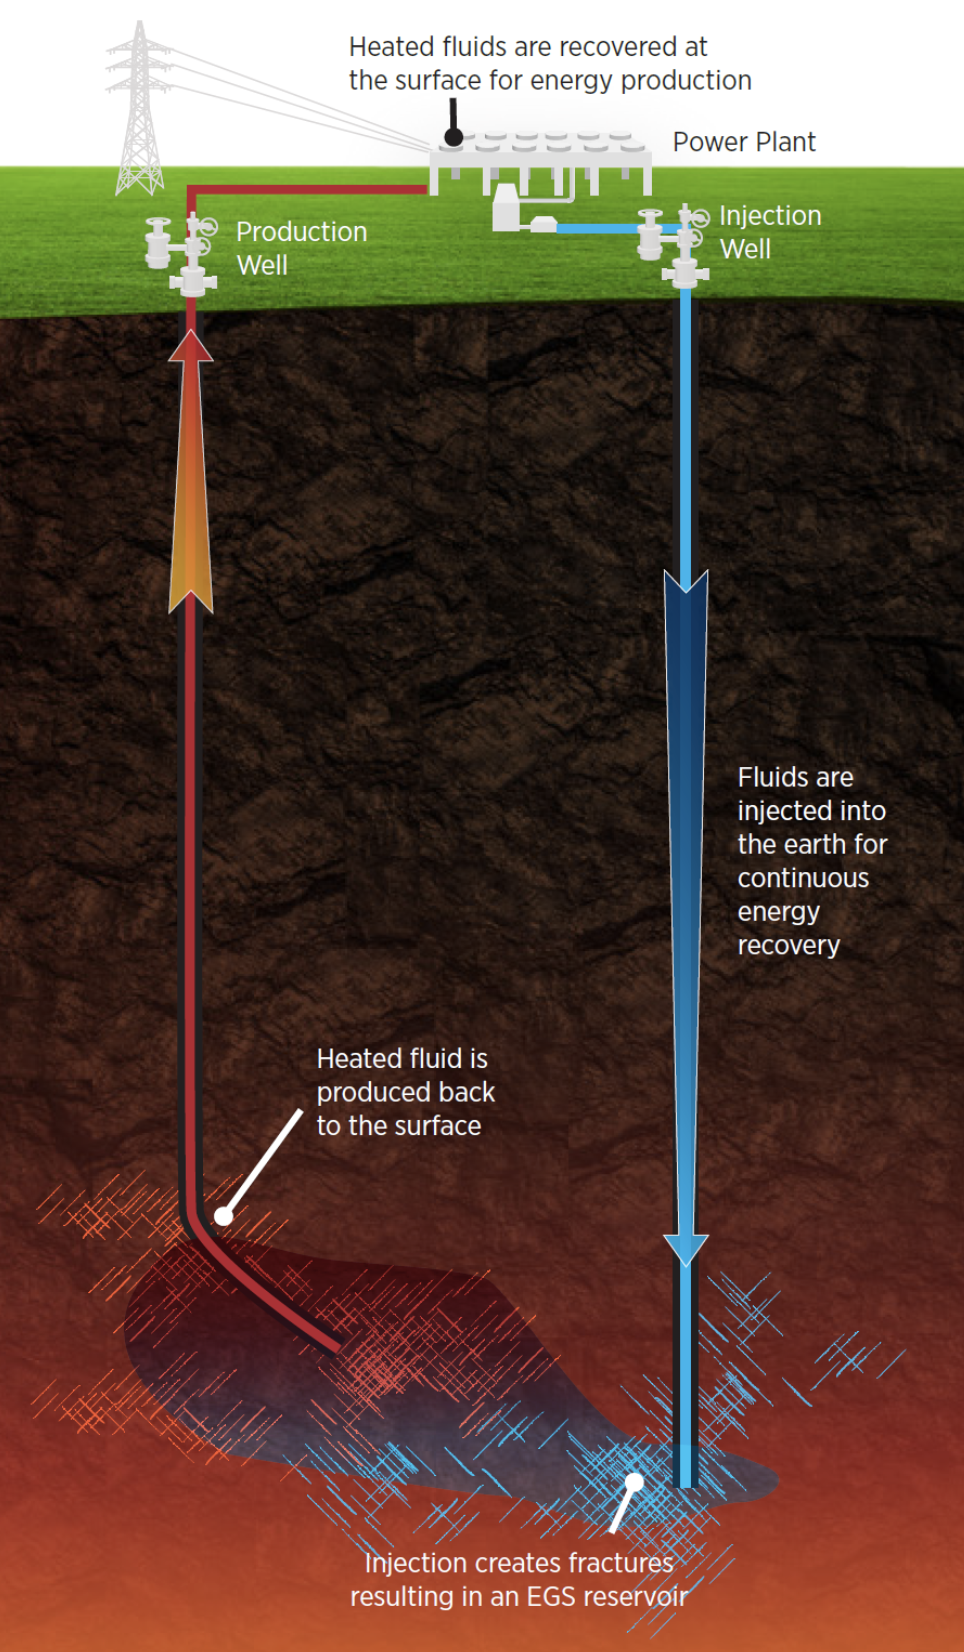 Heated fluids are recovered at
the surface for energy production
Power Plant
Production
Well
Injection
Well
Fluids are
injected into
the earth for
continuous
energy
recovery
Heated fluid is
produced back
to the surface
Injection creates fractures
resulting in an EGS reservoir